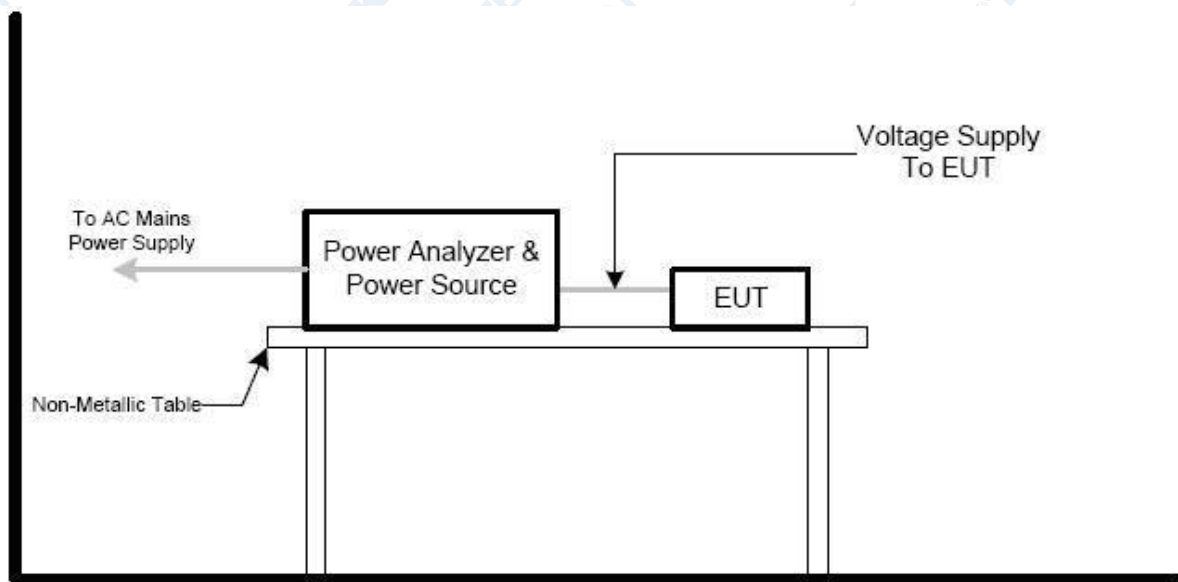 Voltage Supply
To EUT
To AC Mains
Power Supply
Power Analyzer &
Power Source
EUT
Non-Metallic Table